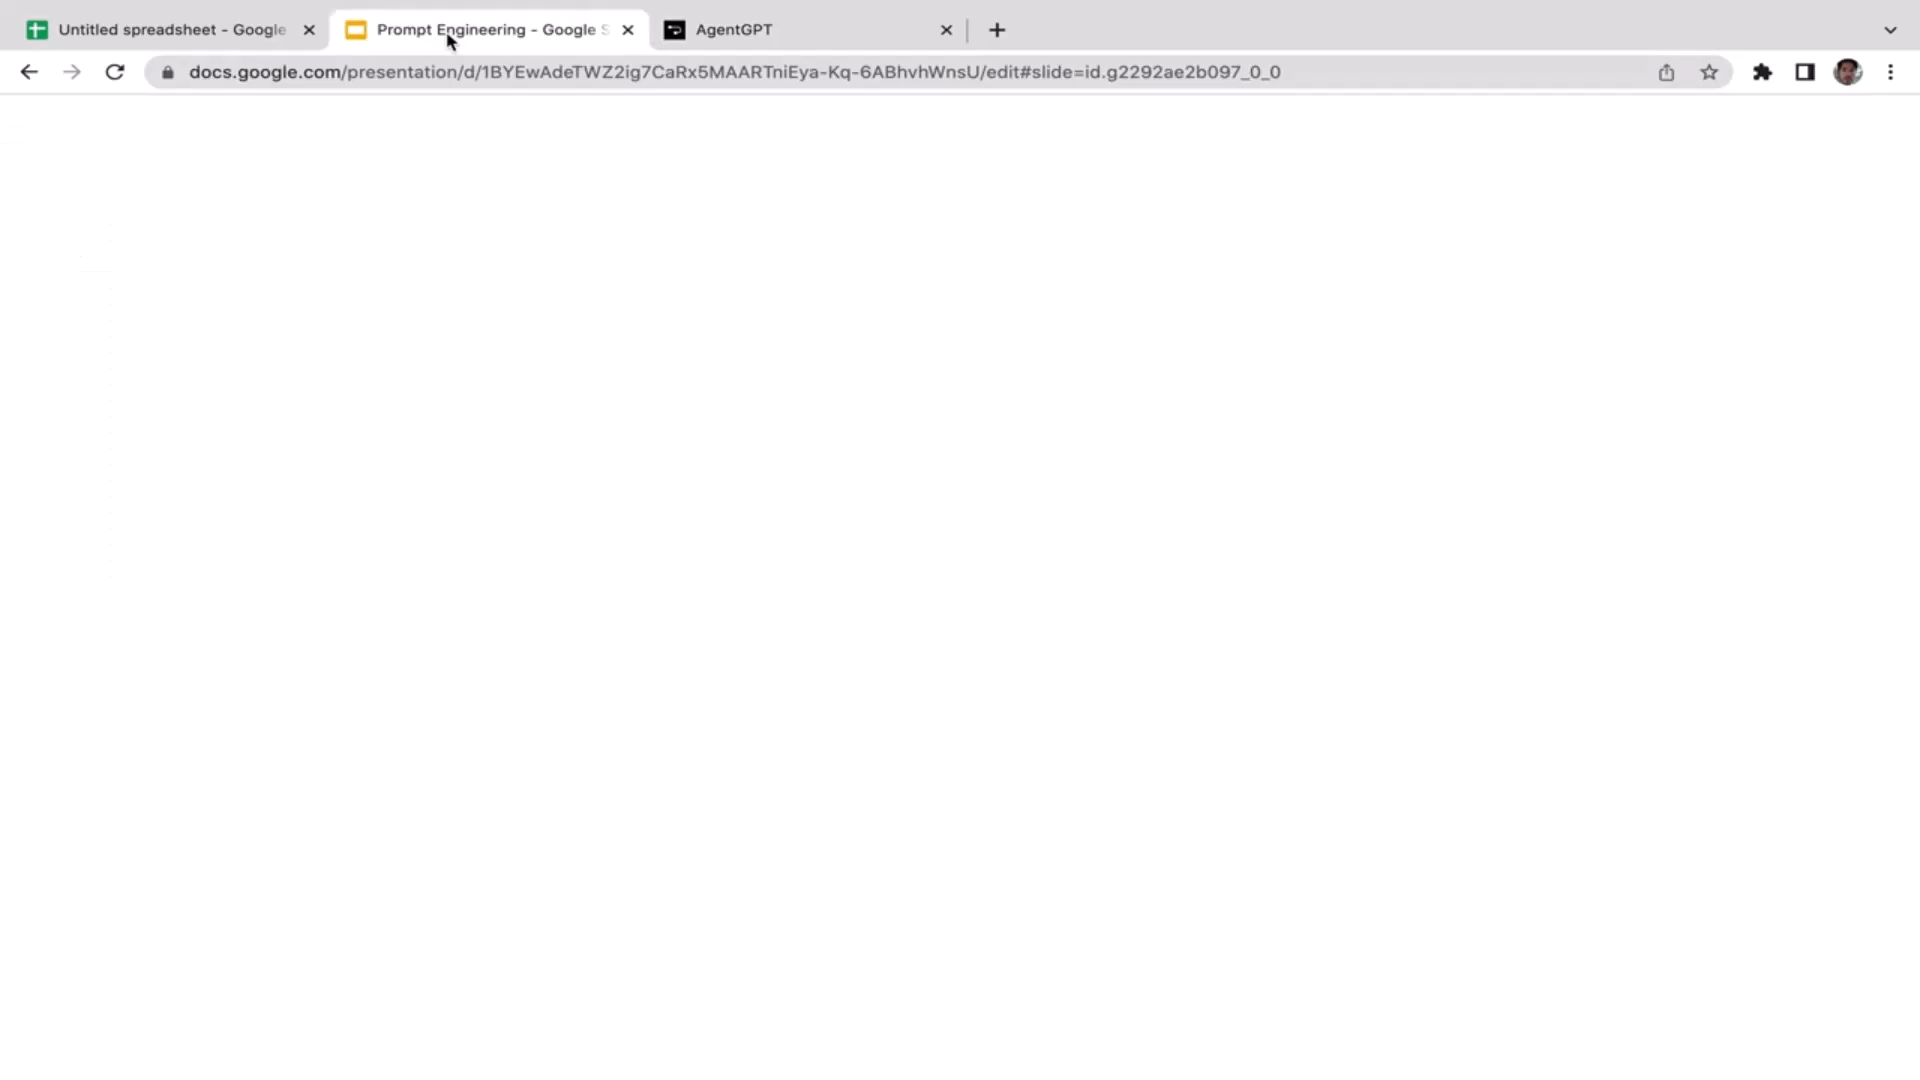 Untitled spreadsheet - Google
Prompt Engineering - Google S
AgentGPT
docs.google.com/presentation/d/1BYEwAdeTWZ2ig7CaRx5MAARTniEya-Kq-6ABhvhWnsU/edit#slide=id.g2292ae2b097_0_0